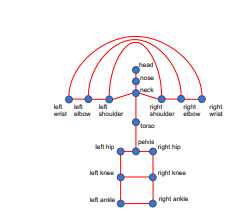 head
nose
neck
left wrist
left elbow
left shoulder
right shoulder
right elbow
right wrist
torso
pelvis
left hip
right hip
left knee
right knee
left ankle
right ankle